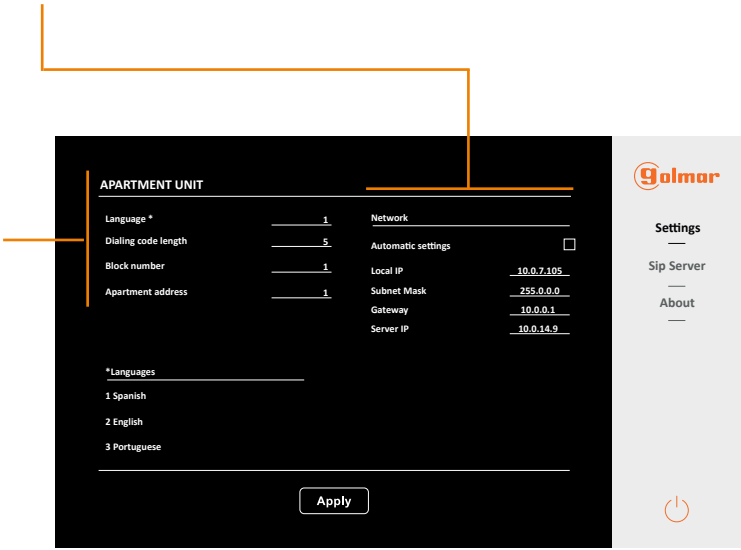 APARTMENT UNIT
Language * 1
Dialing code length 5
Block number 1
Apartment address 1
Network
Automatic settings
Local IP 10.0.7.105
Subnet Mask 255.0.0.0
Gateway 10.0.0.1
Server IP 10.0.14.9
*Languages
1 Spanish
2 English
3 Portuguese
Apply
golmar
Settings
Sip Server
About